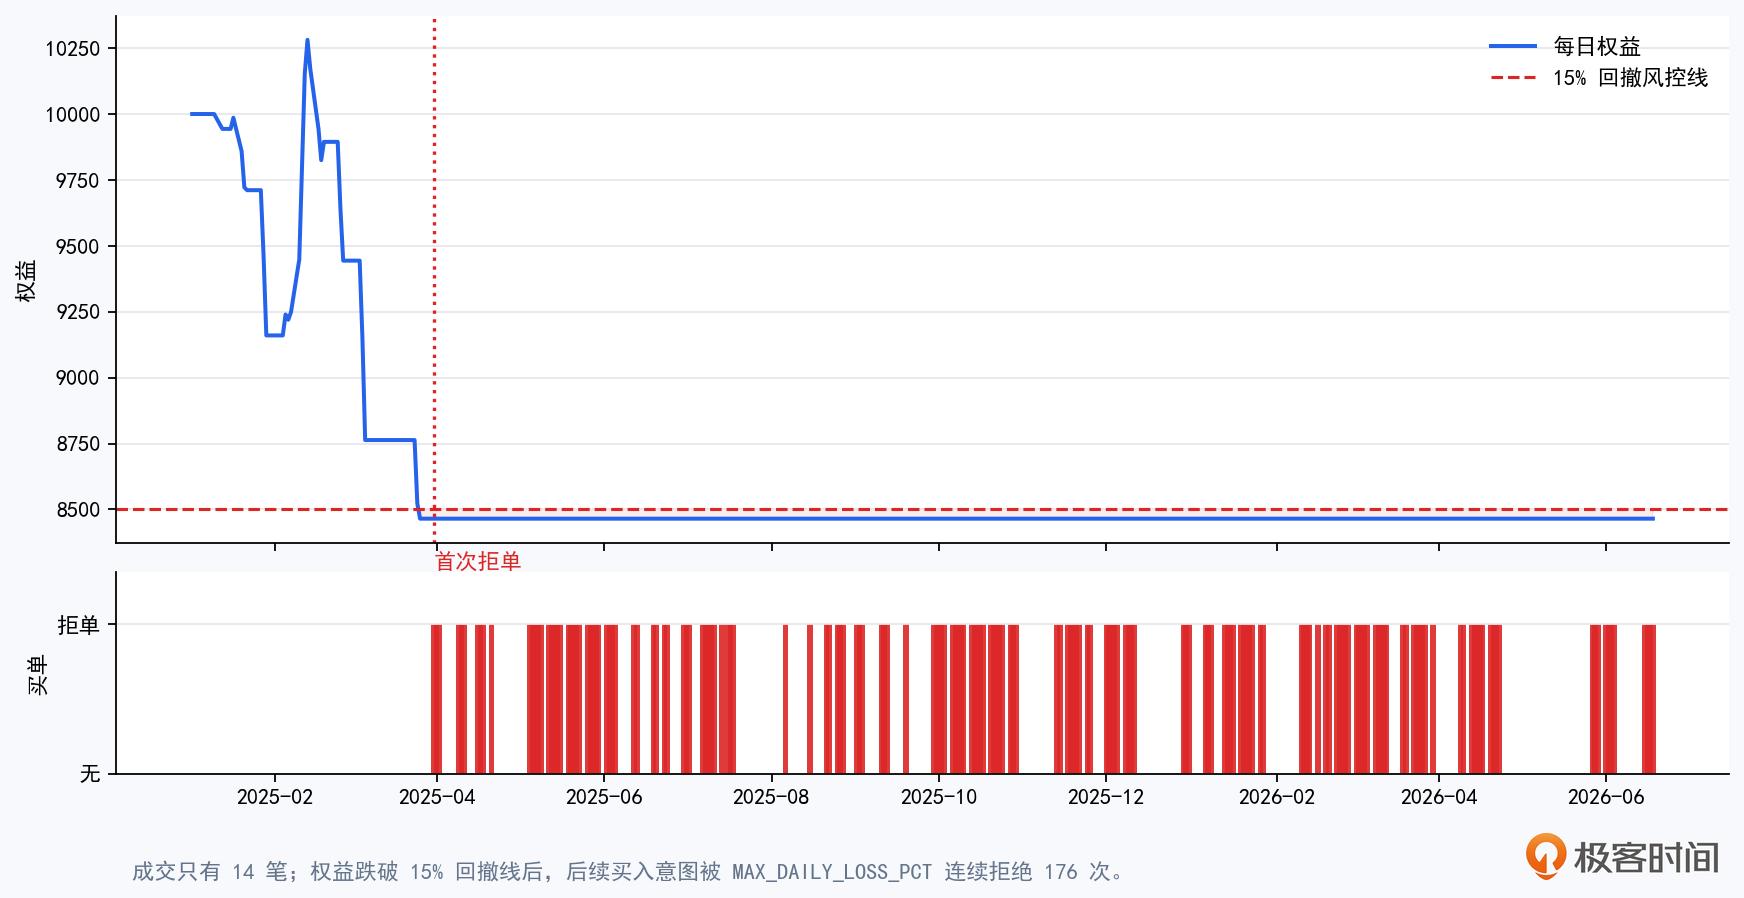 每日权益
15% 回撤风控线
权益
10250
10000
9750
9500
9250
9000
8750
8500
首次拒单
买单
拒单
无
2025-02
2025-04
2025-06
2025-08
2025-10
2025-12
2026-02
2026-04
2026-06
成交只有 14 笔；权益跌破 15% 回撤线后，后续买入意图被 MAX_DAILY_LOSS_PCT 连续拒绝 176 次。
极客时间